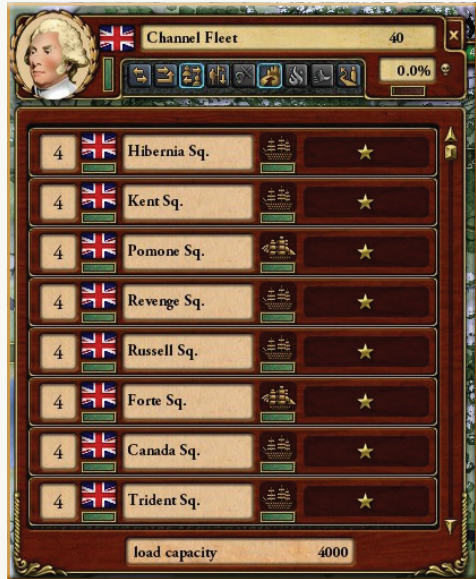 Channel Fleet 40
0.0%
4 Hibernia Sq.
4 Kent Sq.
4 Pomone Sq.
4 Revenge Sq.
4 Russell Sq.
4 Forte Sq.
4 Canada Sq.
4 Trident Sq.
load capacity 4000